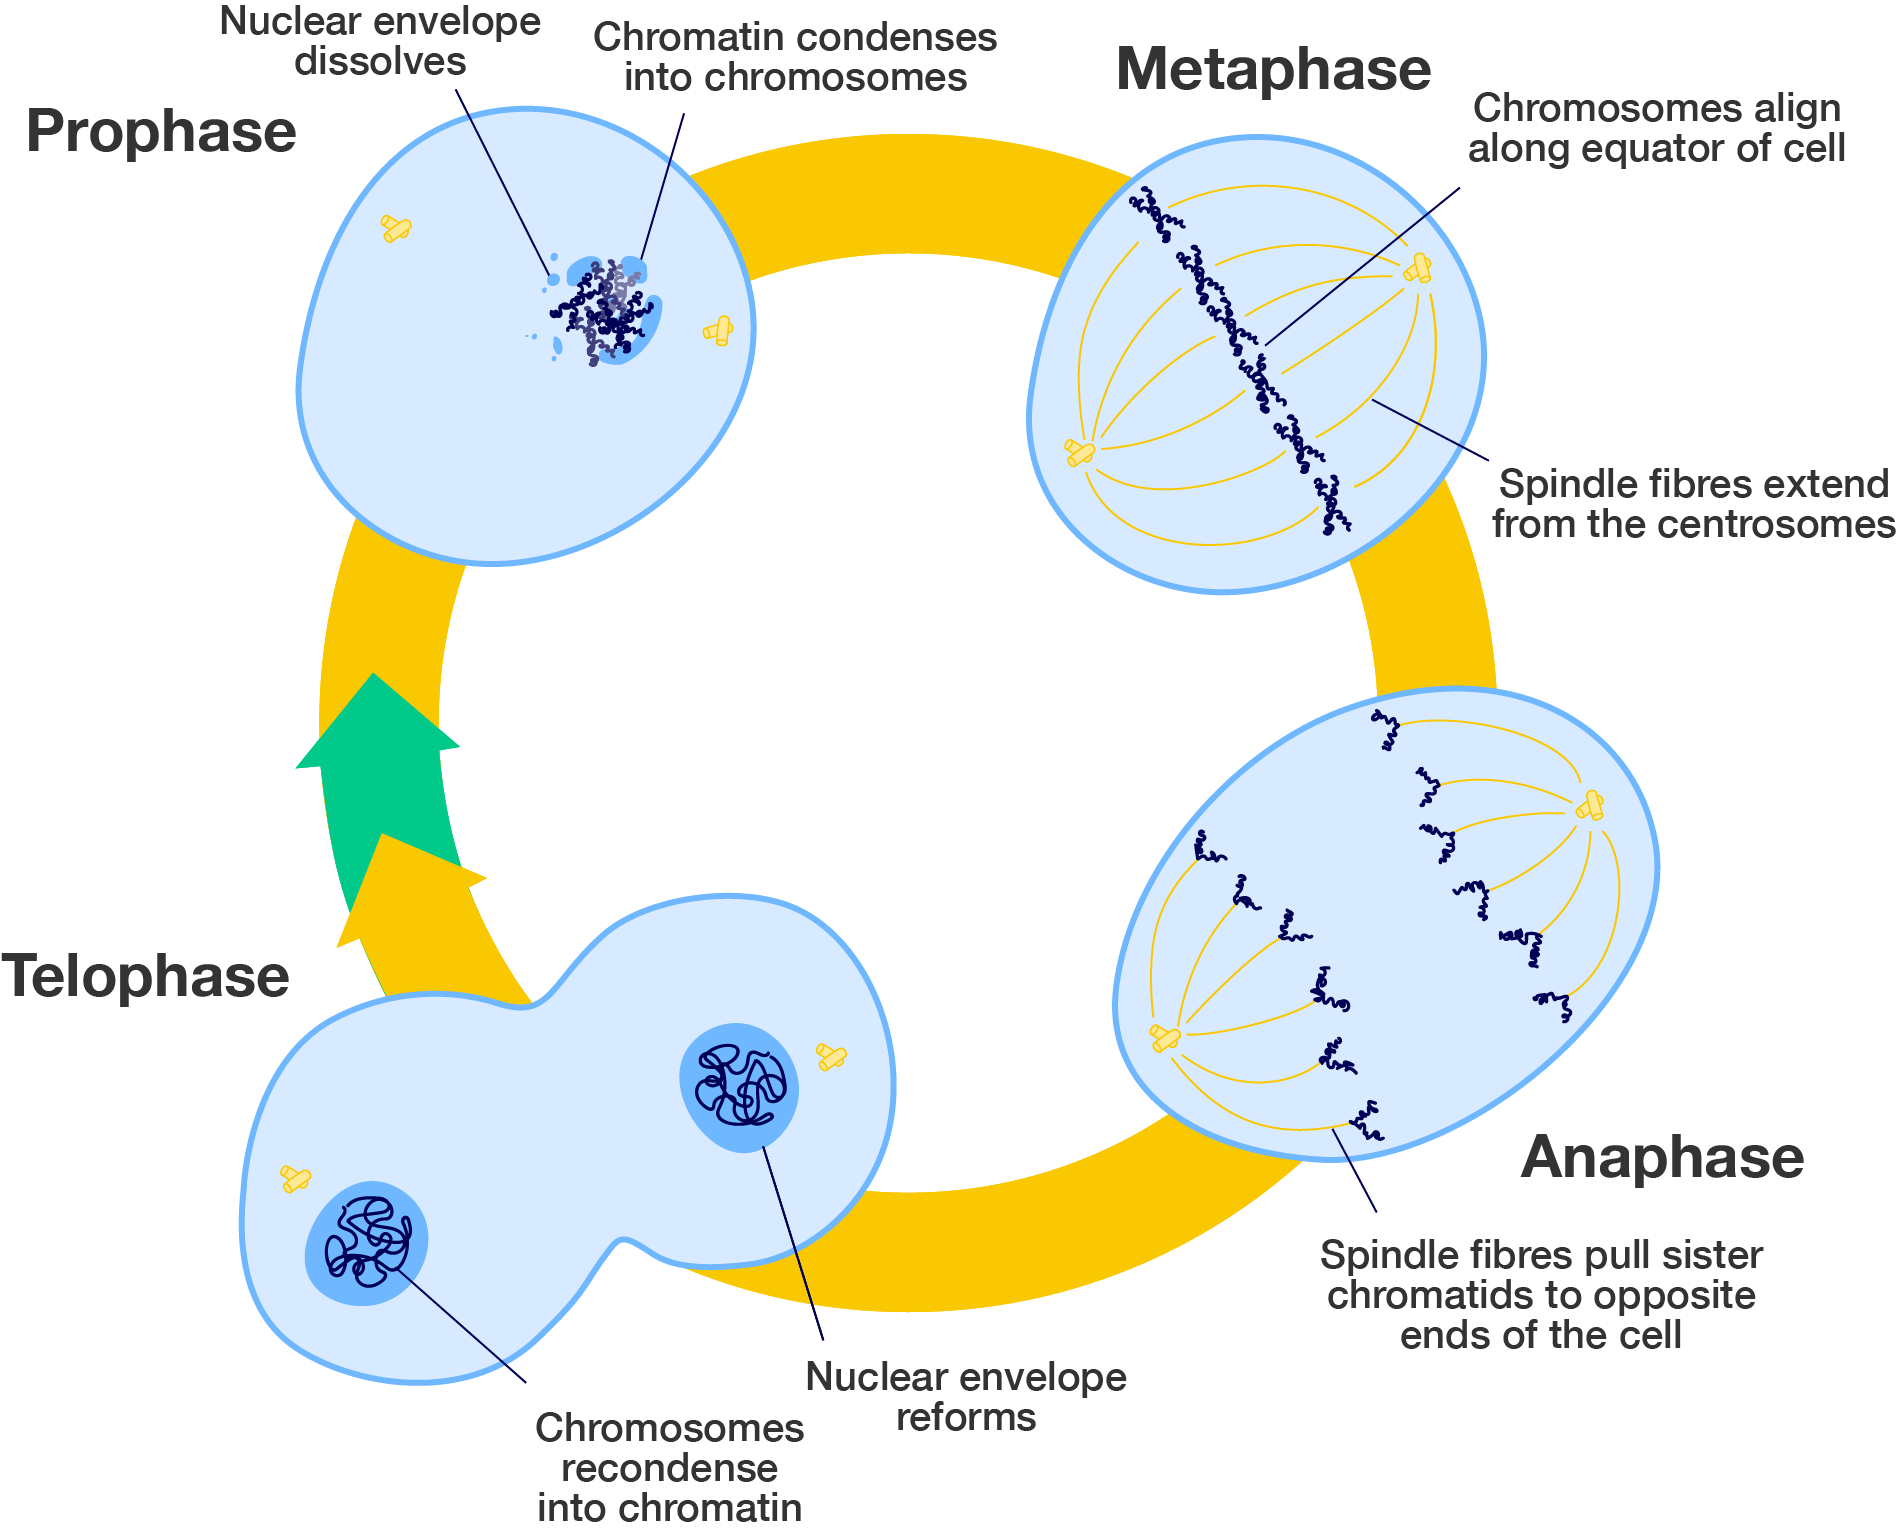 Nuclear envelope
dissolves
Chromatin condenses
into chromosomes
Prophase
Metaphase
Chromosomes align
along equator of cell
Spindle fibres extend
from the centrosomes
Anaphase
Spindle fibres pull sister
chromatids to opposite
ends of the cell
Telophase
Nuclear envelope
reforms
Chromosomes
recondense
into chromatin